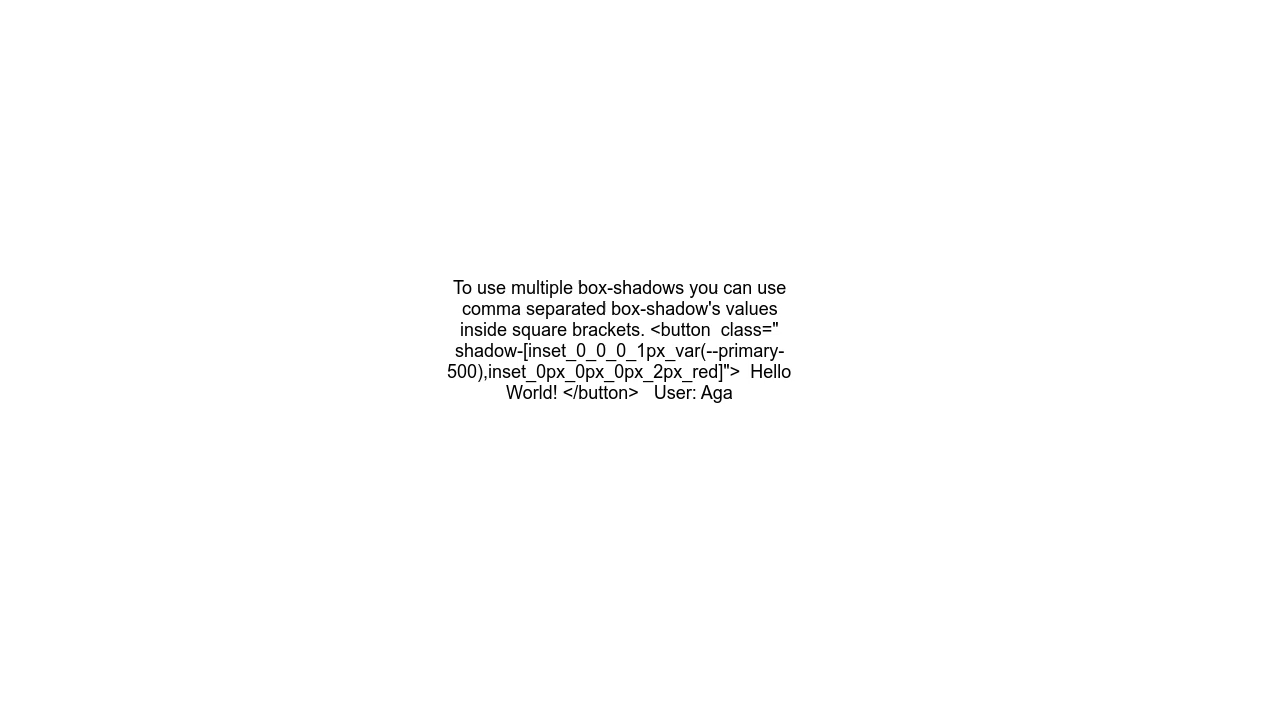 To use multiple box-shadows you can use
comma separated box-shadow's values
inside square brackets. <button  class="
shadow-[inset_0_0_0_1px_var(--primary-
500),inset_0px_0px_0px_2px_red]">  Hello
World! </button>   User: Aga